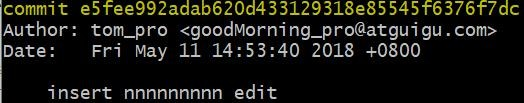 commit e5fee992adab620d433129318e85545f6376f7dc
Author: tom_pro <goodMorning_pro@atguigu.com>
Date:   Fri May 11 14:53:40 2018 +0800
insert nnnnnnnnn edit